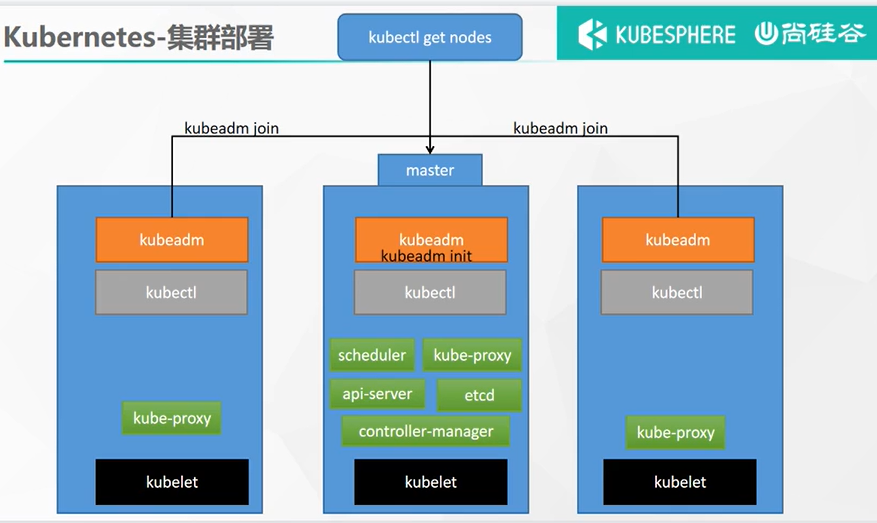 Kubernetes-集群部署
kubectl get nodes
KUBESPHERE 尚硅谷
kubeadm join
kubeadm join
master
kubeadm
kubectl
kube-proxy
kubelet
kubeadm
kubeadm init
kubectl
scheduler
kube-proxy
api-server
etcd
controller-manager
kubelet
kubeadm
kubectl
kube-proxy
kubelet